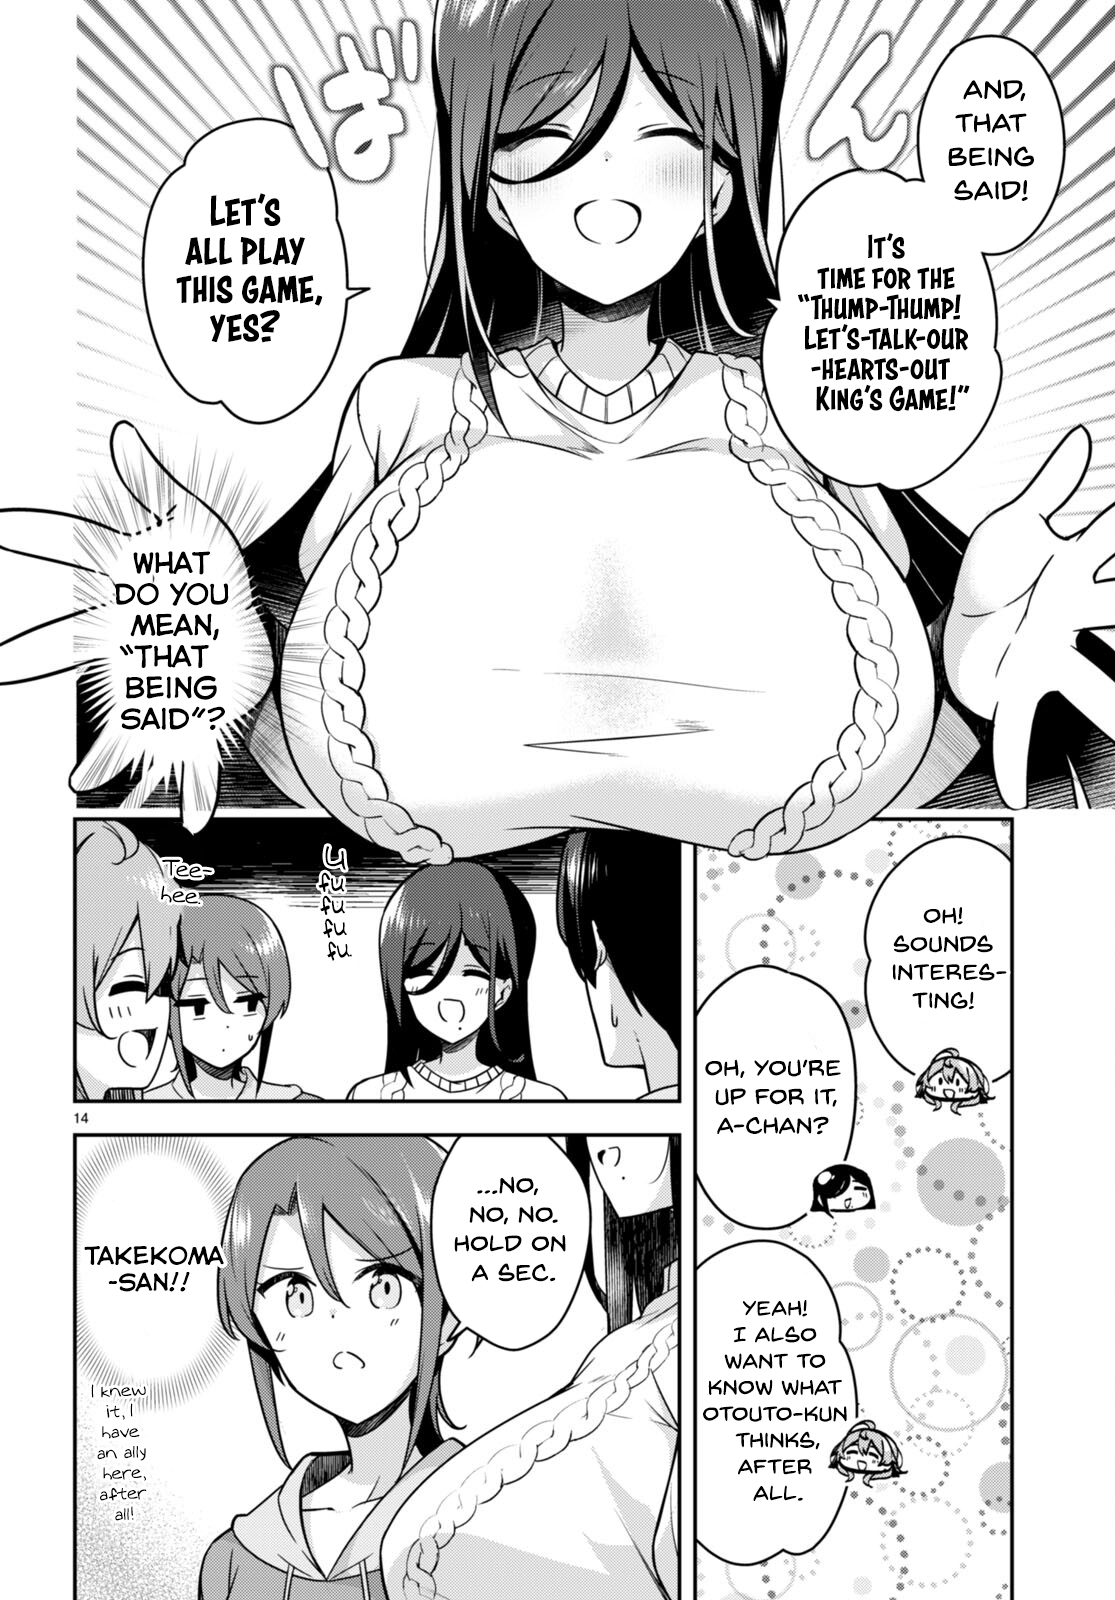 AND,
THAT
BEING
SAID!
IT'S
TIME FOR THE
"THUMP-THUMP!
LET'S-TALK-OUR
-HEARTS-OUT
KING'S GAME!"
ばん
LET'S
ALL PLAY
THIS GAME,
YES?
WHAT
DO YOU
MEAN,
"THAT
BEING
SAID"?
OH!
SOUNDS
INTERES-
TING!
OH, YOU'RE
UP FOR IT,
A-CHAN?
YEAH!
I ALSO
WANT TO
KNOW WHAT
OTOUTO-KUN
THINKS,
AFTER
ALL.
U
fu
fu
fu
fu.
Tee-
hee.
14
...NO,
NO, NO.
HOLD ON
A SEC.
TAKEKOMA
-SAN!!
I knew
it, I
have
an ally
here,
after
all!